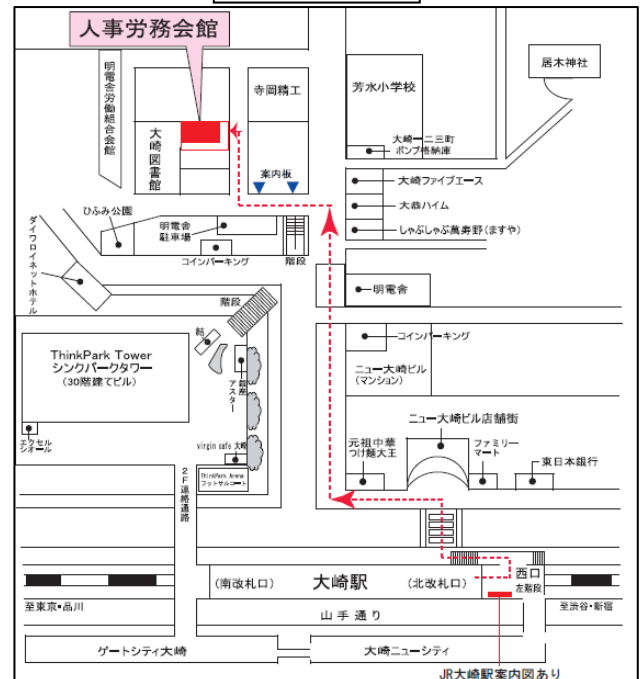 人事労務会館
明電舎労働組合会館
大崎図書館
寺岡精工
案内板
芳水小学校
居木神社
大崎一二三町
ポンプ格納庫
大崎ファイブエース
大恭ハイム
しゃぶしゃぶ萬寿野(ますや)
ひふみ公園
明電舎
駐車場
コインパーキング
階段
ダイワロイネットホテル
明電舎
階段
結
ThinkPark Tower
シンクパークタワー
(30階建てビル)
銀座
アスター
コインパーキング
ニュー大崎ビル
(マンション)
エクセル
シオール
virgin cafe 大崎
ThinkPark Arena
フットサルコート
2F連絡通路
ニュー大崎ビル店舗街
元祖中華
つけ麺大王
ファミリー
マート
東日本銀行
(南改札口)
大崎駅
(北改札口)
西口
左階段
至東京・品川
至渋谷・新宿
山手通り
ゲートシティ大崎
大崎ニューシティ
JR大崎駅案内図あり